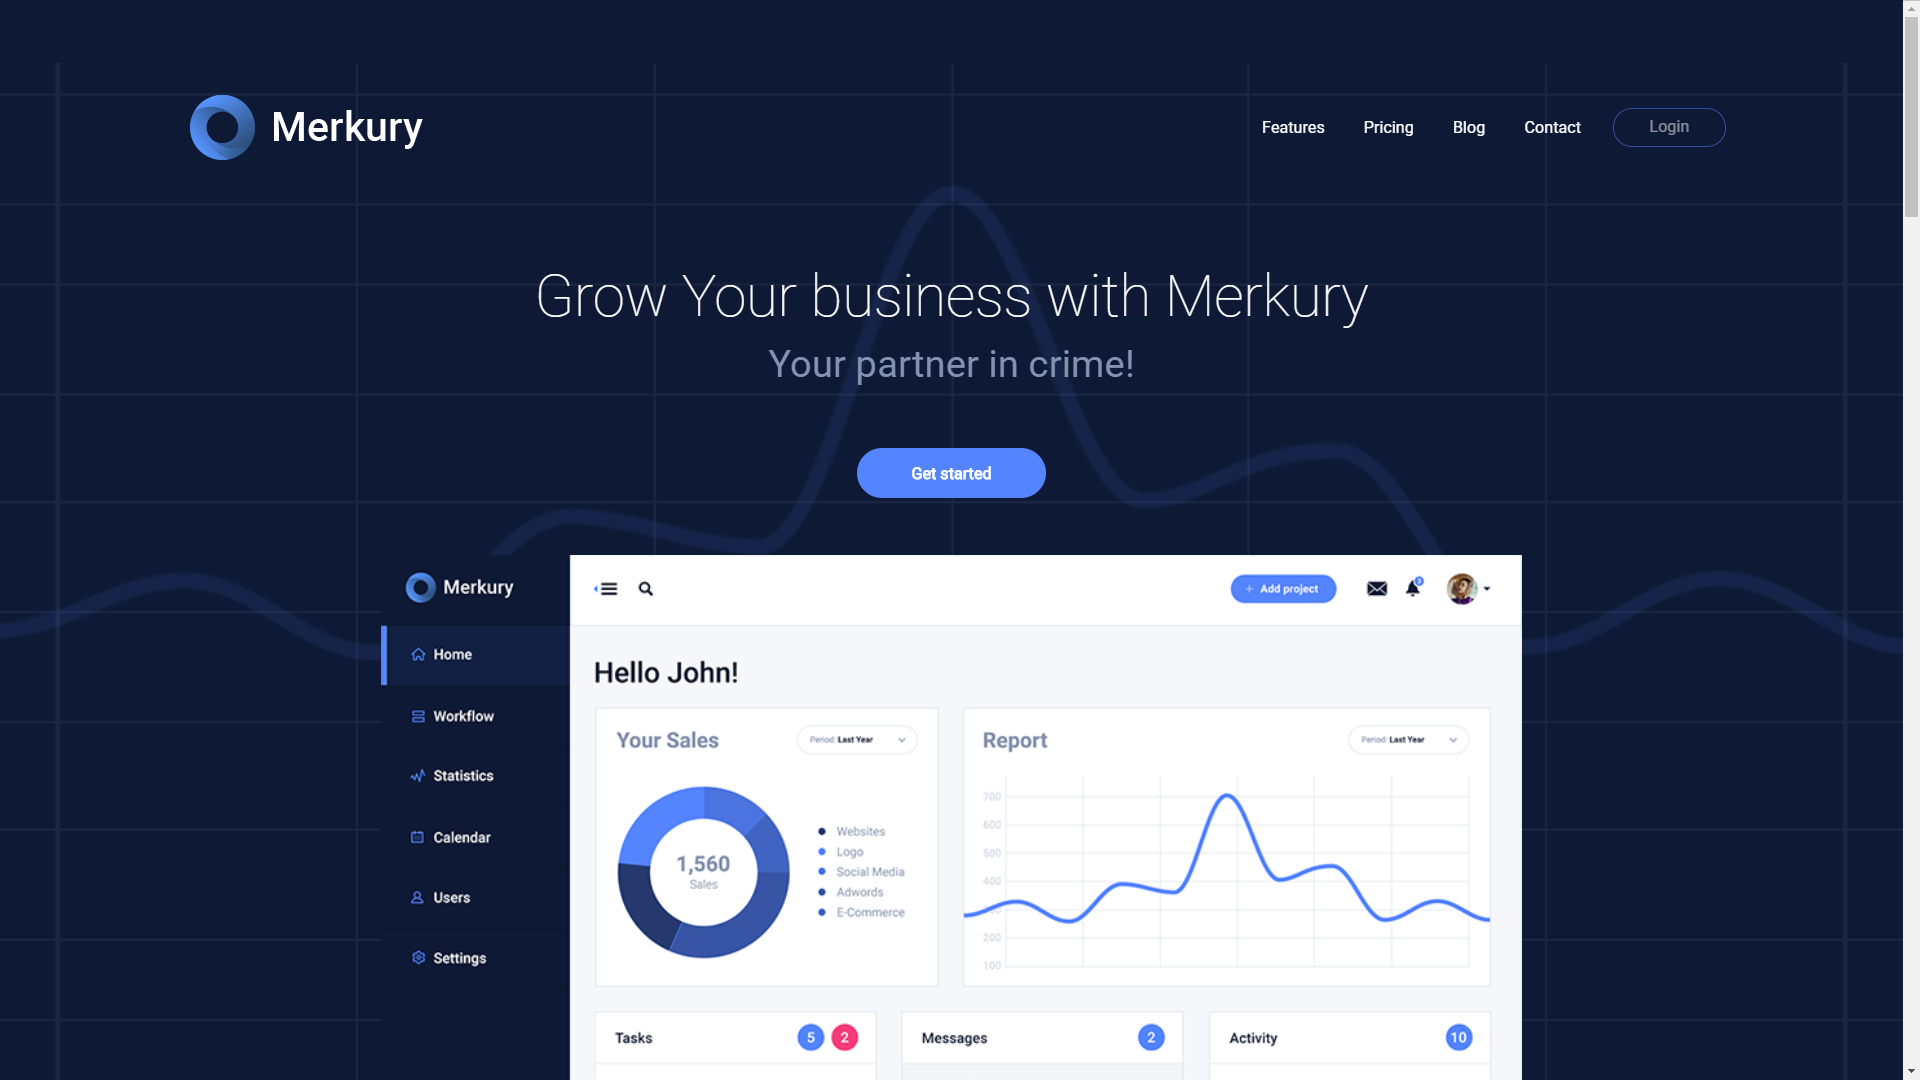 Merkury
Features
Pricing
Blog
Contact
Login
Grow Your business with Merkury
Your partner in crime!
Get started
Merkury
+ Add project
Home
Workflow
Statistics
Calendar
Users
Settings
Hello John!
Your Sales
Period: Last Year
1,560
Sales
Websites
Logo
Social Media
Adwords
E-Commerce
Report
Period: Last Year
700
600
500
400
200
100
Tasks
5
2
Messages
2
Activity
10